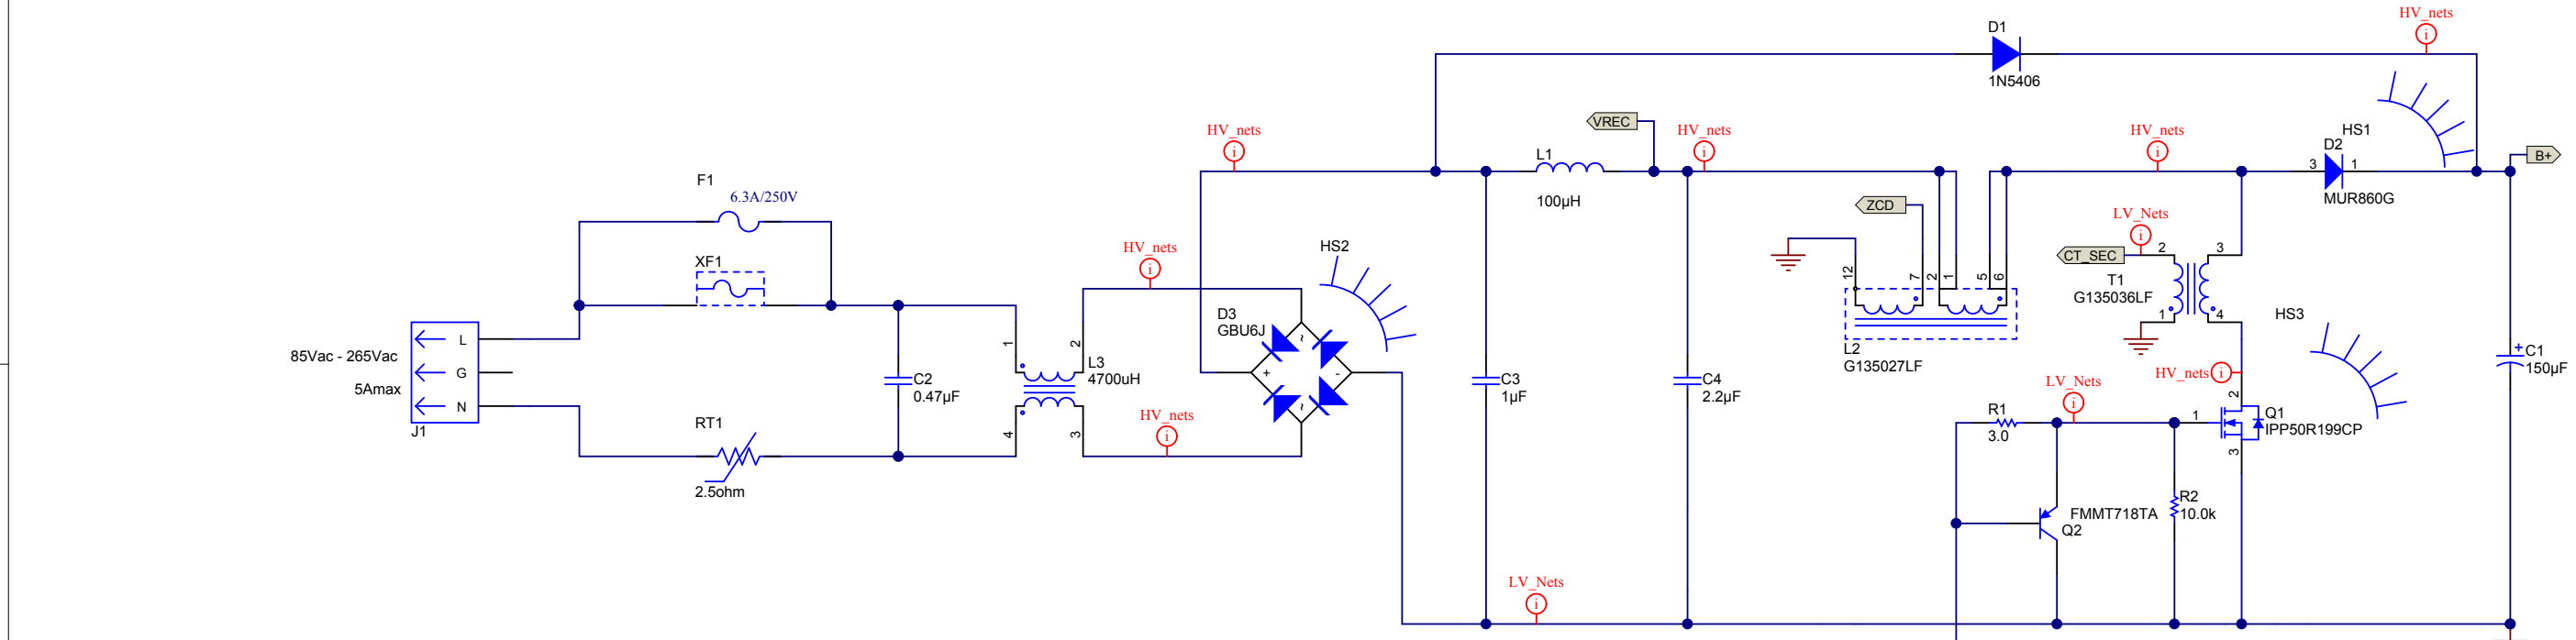 HV_nets
D1
1N5406
HV_nets
VREC
HV_nets
HV_nets
HS1
D2
3
1
MUR860G
B+
L1
100µH
F1
6.3A/250V
XF1
ZCD
LV_Nets
CT_SEC
2
3
T1
G135036LF
1
4
HV_nets
HS2
12
7
2
1
5
6
L2
G135027LF
HS3
D3
GBU6J
~
+
-
~
85Vac - 265Vac
5Amax
L
G
N
J1
1
2
L3
4700uH
4
3
C2
0.47µF
C3
1µF
C4
2.2µF
C1
+
150µF
HV_nets
LV_Nets
HV_nets
2
R1
3.0
1
Q1
IPP50R199CP
3
RT1
2.5ohm
R2
10.0k
FMMT718TA
Q2
LV_Nets